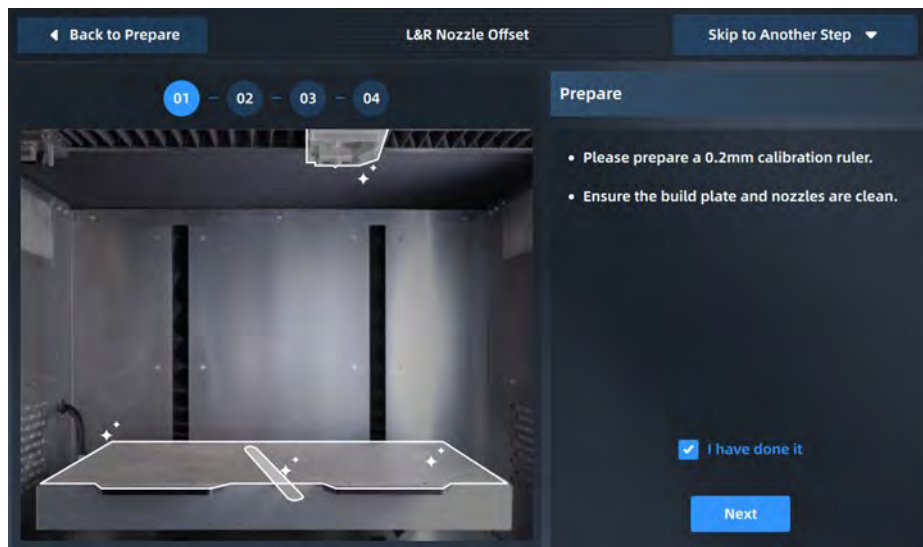 Back to Prepare
L&R Nozzle Offset
Skip to Another Step
01 - 02 - 03 - 04
Prepare
• Please prepare a 0.2mm calibration ruler.
• Ensure the build plate and nozzles are clean.
I have done it
Next